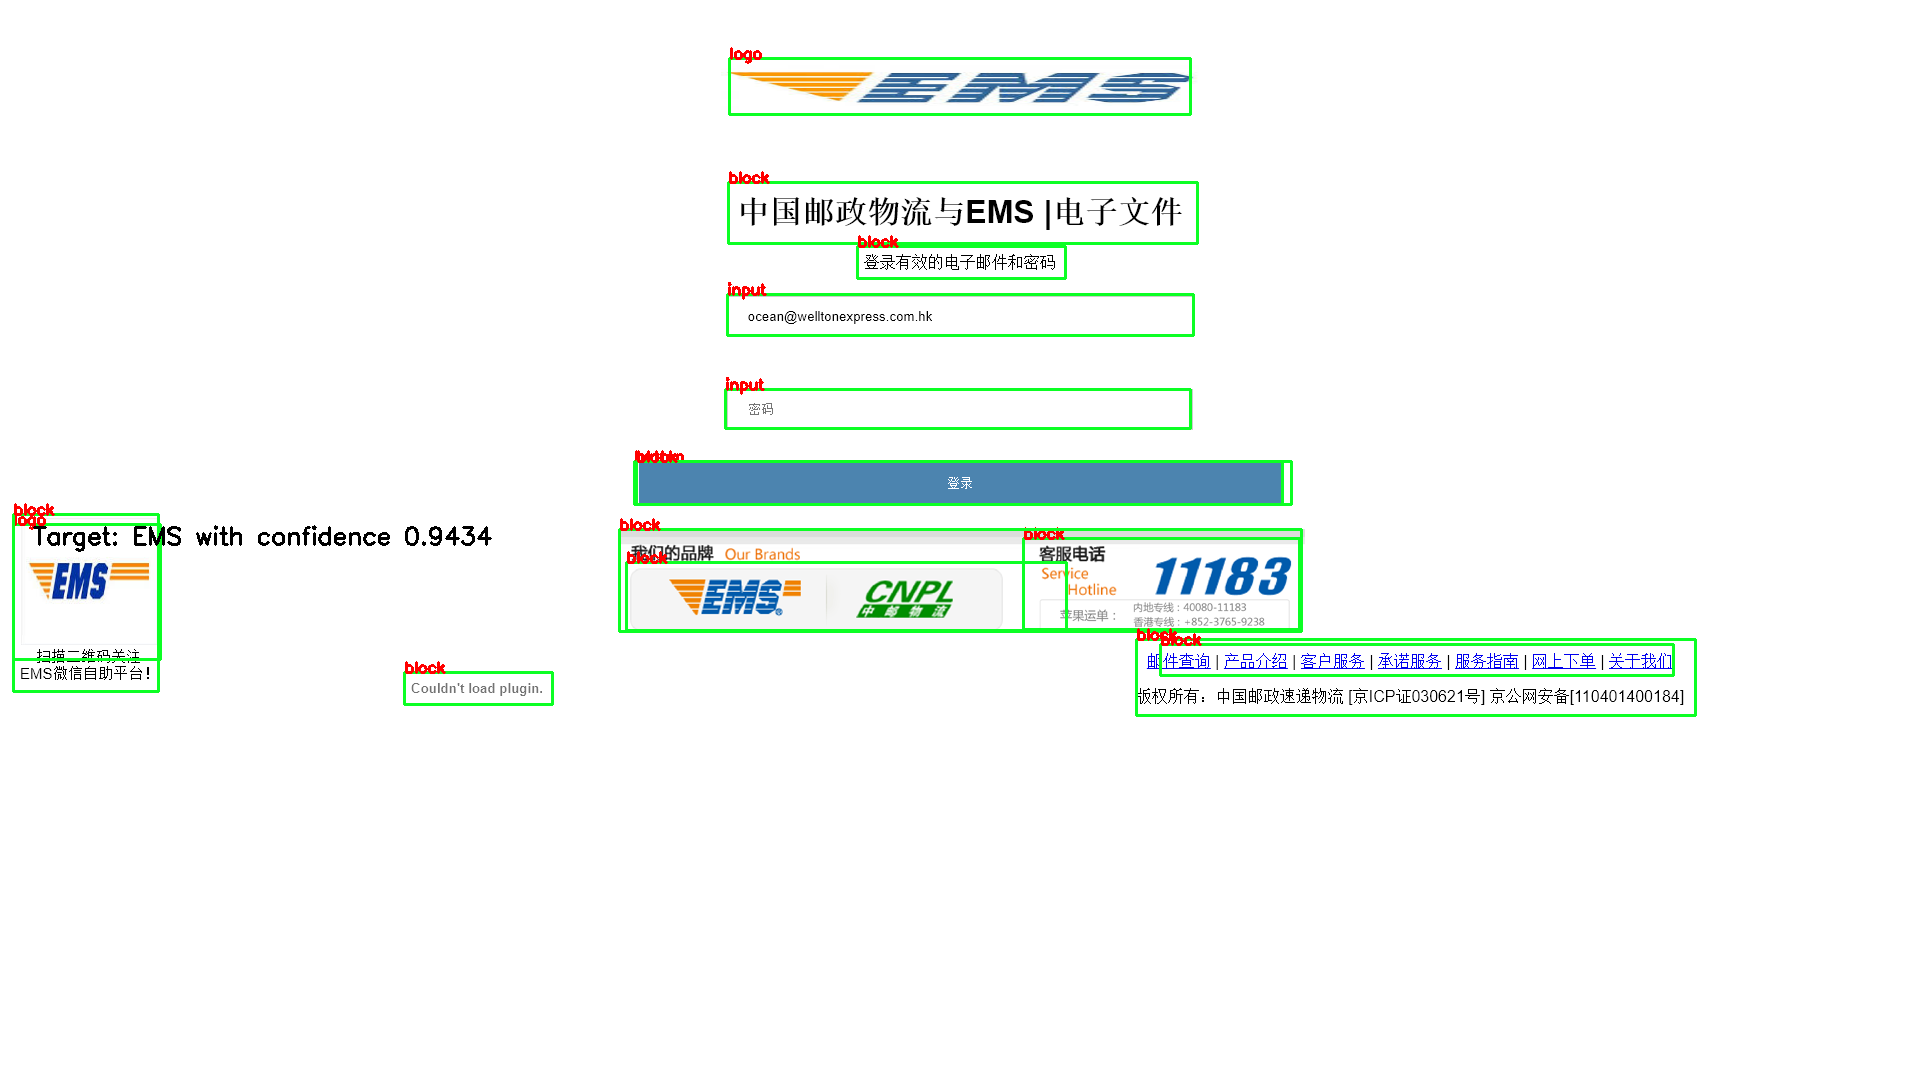 logo
EMS
block
中国邮政物流与EMS |电子文件
block
登录有效的电子邮件和密码
input
ocean@welltonexpress.com.hk
input
密码
登录
block
logo
Target: EMS with confidence 0.9434
EMS
扫描二维码关注
EMS微信自助平台！
block
Couldn't load plugin.
block
我们的品牌 Our Brands
block
EMS
CNPL
中邮物流
block
客服电话
Service
Hotline
11183
苹果运单：
内地专线：40080-11183
香港专线：+852-3765-9238
block
block
邮件查询 | 产品介绍 | 客户服务 | 承诺服务 | 服务指南 | 网上下单 | 关于我们
版权所有：中国邮政速递物流 [京ICP证030621号] 京公网安备[110401400184]